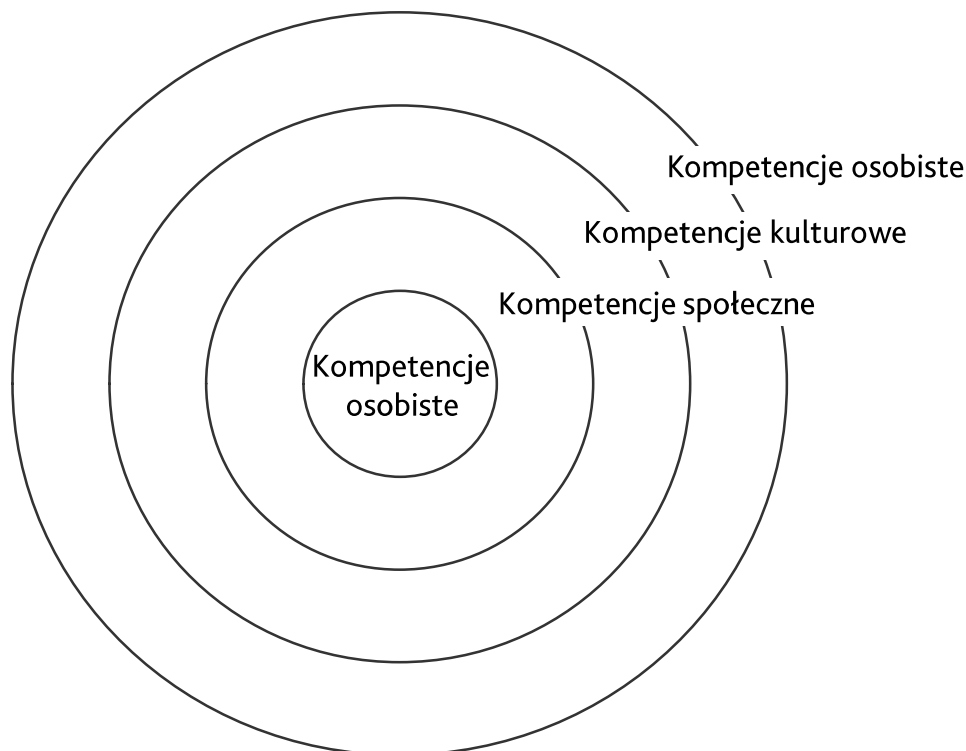 Kompetencje osobiste
Kompetencje kulturowe
Kompetencje społeczne
Kompetencje
osobiste